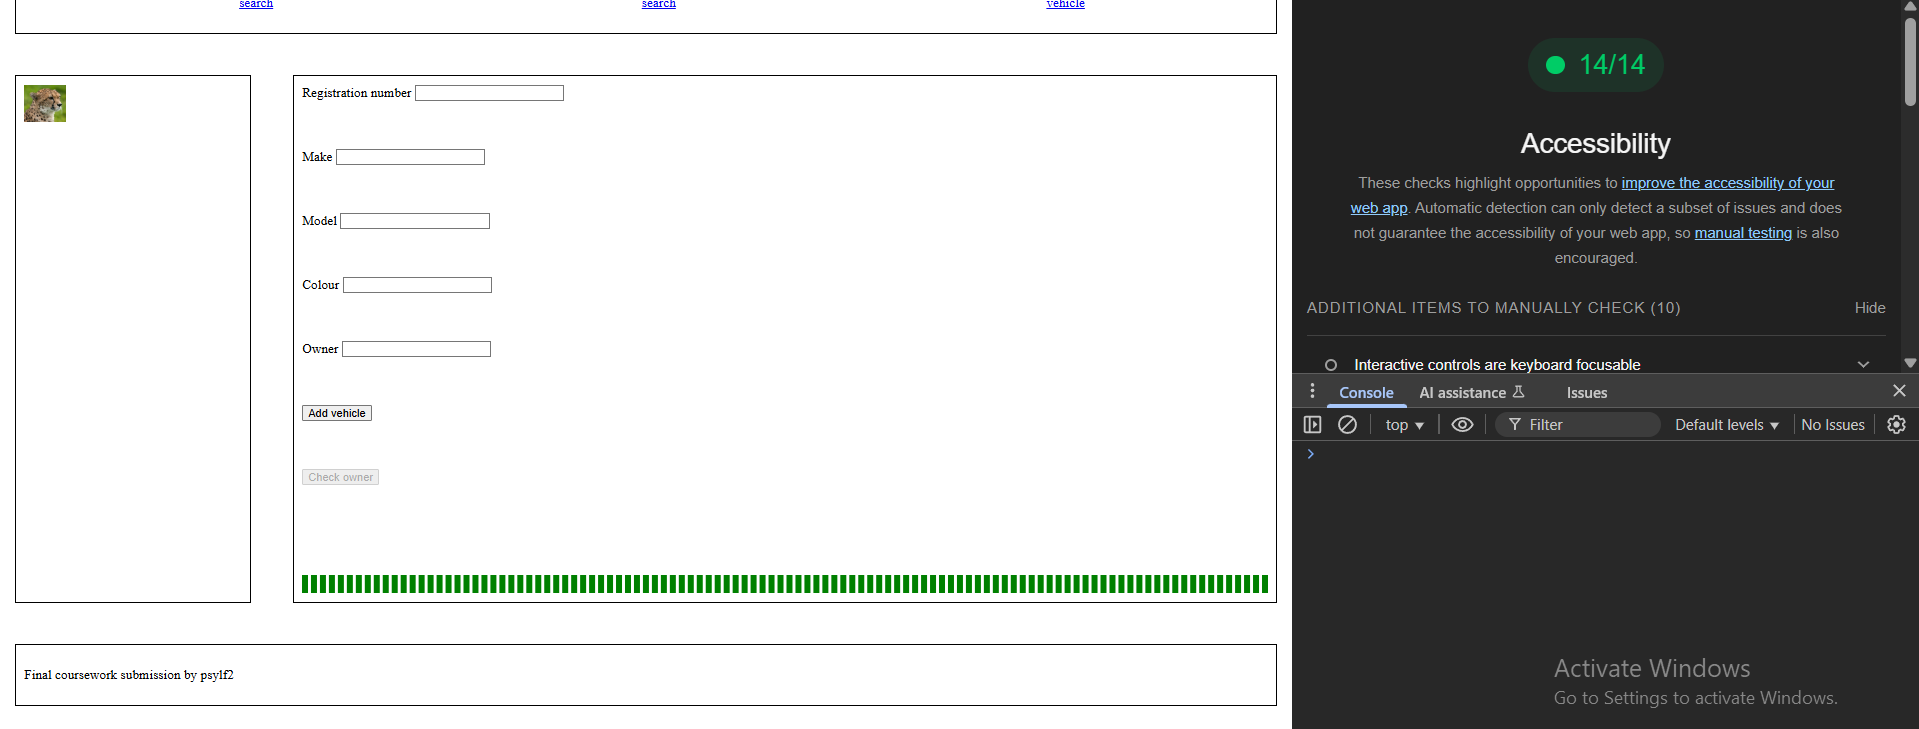 search search vehicle
Registration number
Make
Model
Colour
Owner
Add vehicle
Check owner
Final coursework submission by psylf2
14/14
Accessibility
These checks highlight opportunities to improve the accessibility of your
web app. Automatic detection can only detect a subset of issues and does
not guarantee the accessibility of your web app, so manual testing is also
encouraged.
ADDITIONAL ITEMS TO MANUALLY CHECK (10) Hide
Interactive controls are keyboard focusable
Console AI assistance Issues
top Filter Default levels No Issues
Activate Windows
Go to Settings to activate Windows.